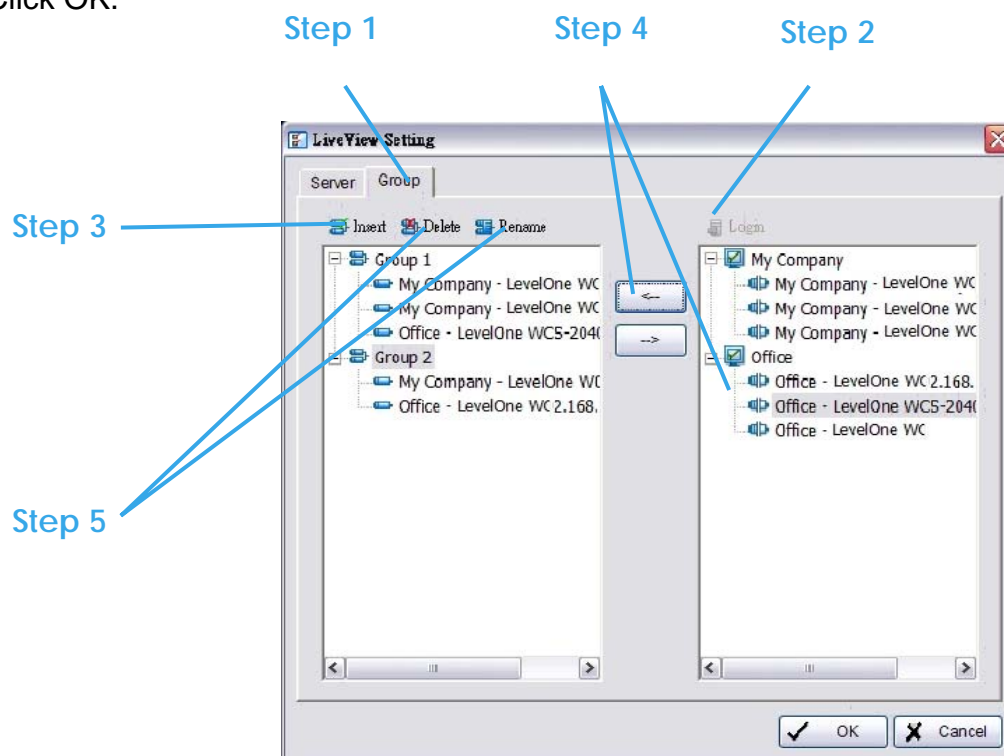 Click OK.
Step 1
Step 4
Step 2
LiveView Setting
Server Group
Step 3
Insert Delete Rename
Login
Group 1
My Company - LevelOne WC
My Company - LevelOne WC
Office - LevelOne WCS-204
Group 2
My Company - LevelOne WC
Office - LevelOne WC 2.168.
<--
-->
My Company
My Company - LevelOne WC
My Company - LevelOne WC
My Company - LevelOne WC
Office
Office - LevelOne WC 2.168.
Office - LevelOne WCS-204
Office - LevelOne WC
Step 5
OK Cancel